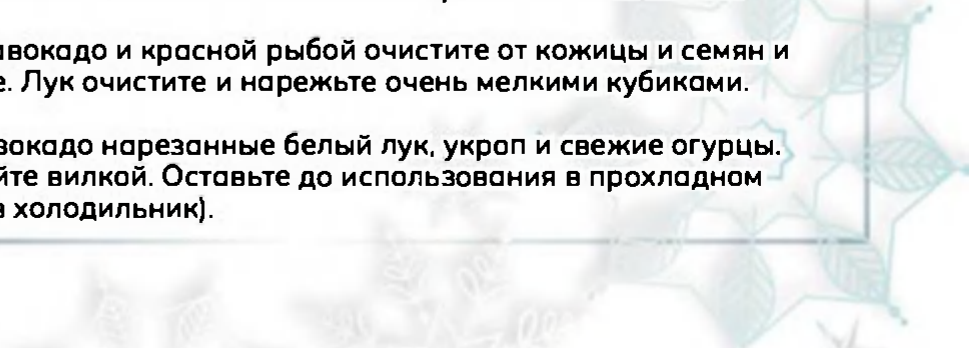 авокадо и красной рыбой очистите от кожицы и семян и
е. Лук очистите и нарежьте очень мелкими кубиками.
вокадо нарезанные белый лук, укроп и свежие огурцы.
йте вилкой. Оставьте до использования в прохладном
в холодильник).